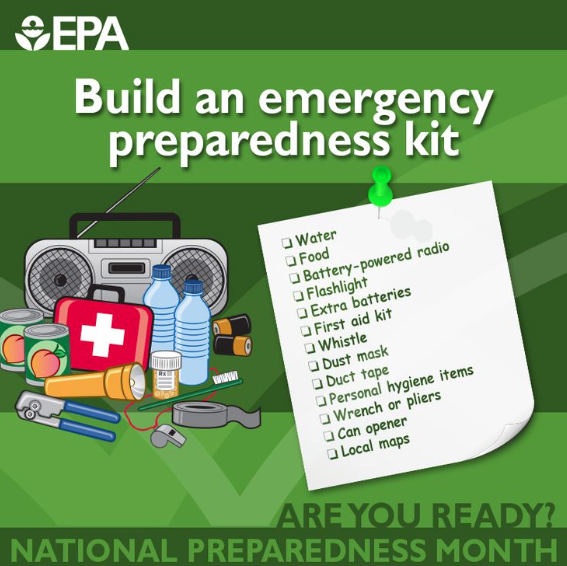 EPA
Build an emergency
preparedness kit
Water
Food
Battery-powered radio
Flashlight
Extra batteries
First aid kit
Whistle
Dust mask
Duct tape
Personal hygiene items
Wrench or pliers
Can opener
Local maps
Rx
ARE YOU READY?
NATIONAL PREPAREDNESS MONTH